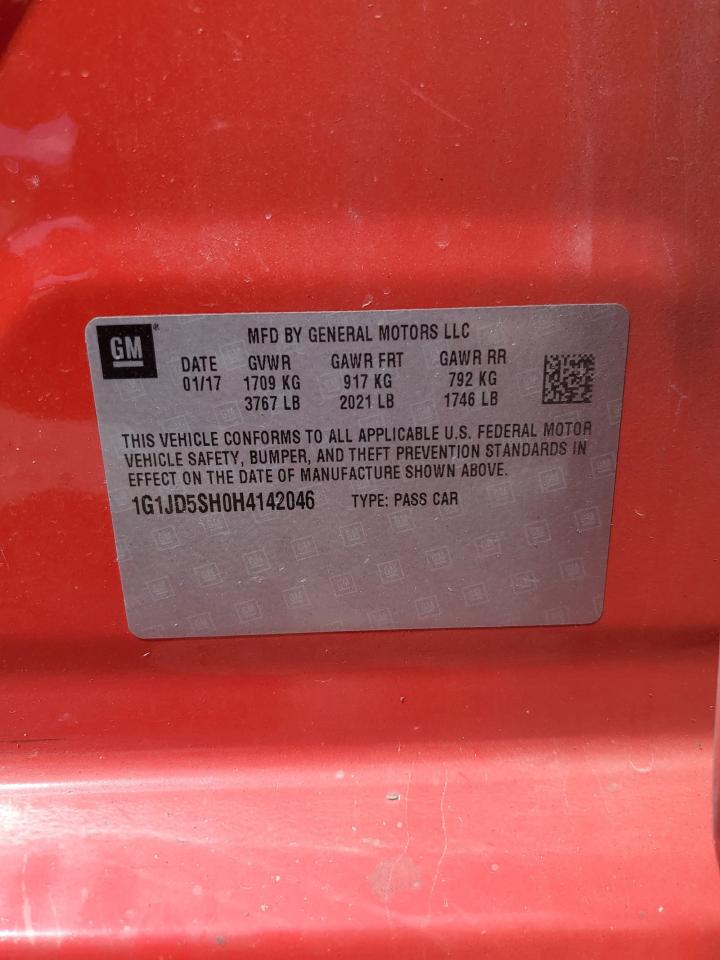 GM
MFD BY GENERAL MOTORS LLC
DATE GVWR GAWR FRT GAWR RR
01/17 1709 KG 917 KG 792 KG
3767 LB 2021 LB 1746 LB
THIS VEHICLE CONFORMS TO ALL APPLICABLE U.S. FEDERAL MOTOR
VEHICLE SAFETY, BUMPER, AND THEFT PREVENTION STANDARDS IN
EFFECT ON THE DATE OF MANUFACTURE SHOWN ABOVE.
1G1JD5SH0H4142046 TYPE: PASS CAR